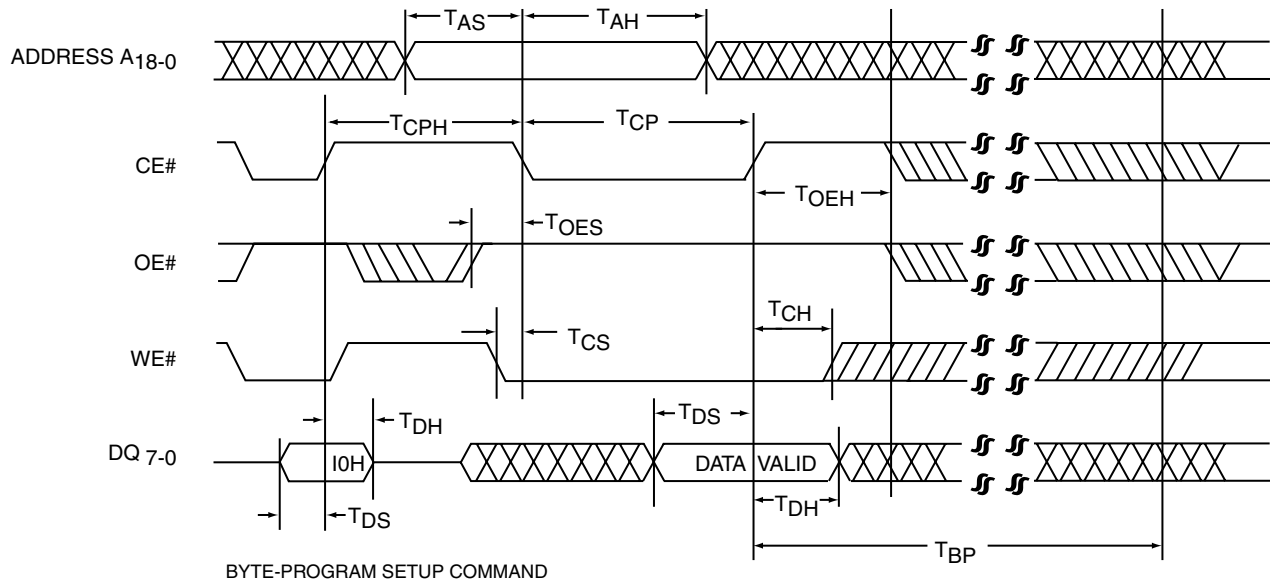 TAS TAH
ADDRESS A18-0
TCPH TCP
CE#
TOEH
TOES
OE#
TCH
TCS
WE#
TDH TDS
DQ 7-0 I0H DATA VALID
TDS TDH
TBP
BYTE-PROGRAM SETUP COMMAND